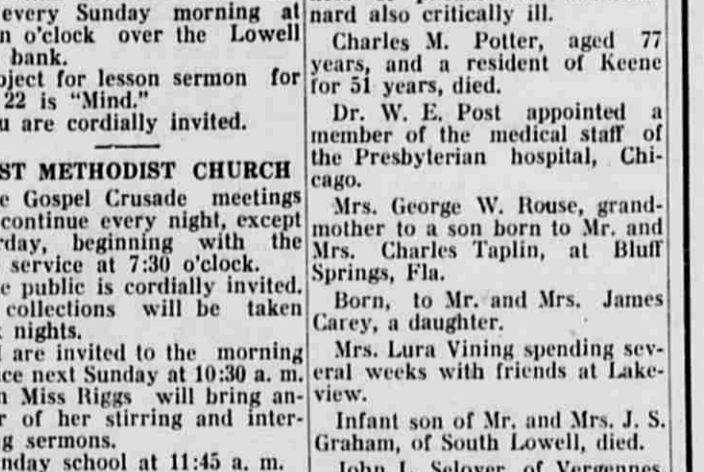 every Sunday morning at
o'clock over the Lowell
bank.
for lesson sermon for
22 is "Mind."
are cordially invited.
METHODIST CHURCH
Gospel Crusade meetings
continue every night, except
beginning with the
service at 7:30 o'clock.
public is cordially invited.
collections will be taken
nights.
are invited to the morning
next Sunday at 10:30 a. m.
Miss Riggs will bring an-
of her stirring and inter-
sermons.
school at 11:45 a. m.
nard also critically ill.
Charles M. Potter, aged 77
years, and a resident of Keene
for 51 years, died.
Dr. W. E. Post appointed a
member of the medical staff of
the Presbyterian hospital, Chi-
cago.
Mrs. George W. Rouse, grand-
mother to a son born to Mr. and
Mrs. Charles Taplin, at Bluff
Springs, Fla.
Born, to Mr. and Mrs. James
Carey, a daughter.
Mrs. Lura Vining spending sev-
eral weeks with friends at Lake-
view.
Infant son of Mr. and Mrs. J. S.
Graham, of South Lowell, died.
John L. Selover, of Vergennes,